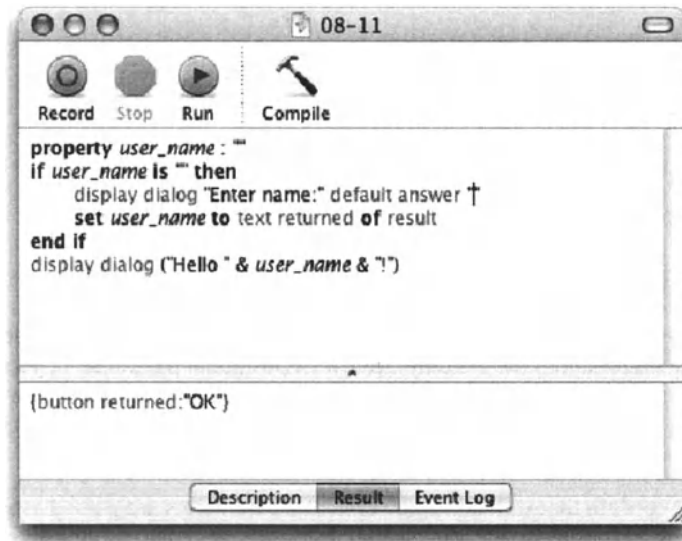 08-11
Record Stop Run Compile
property user_name : ""
if user_name is "" then
display dialog "Enter name:" default answer †
set user_name to text returned of result
end if
display dialog ("Hello " & user_name & "!")
{button returned:"OK"}
Description Result Event Log